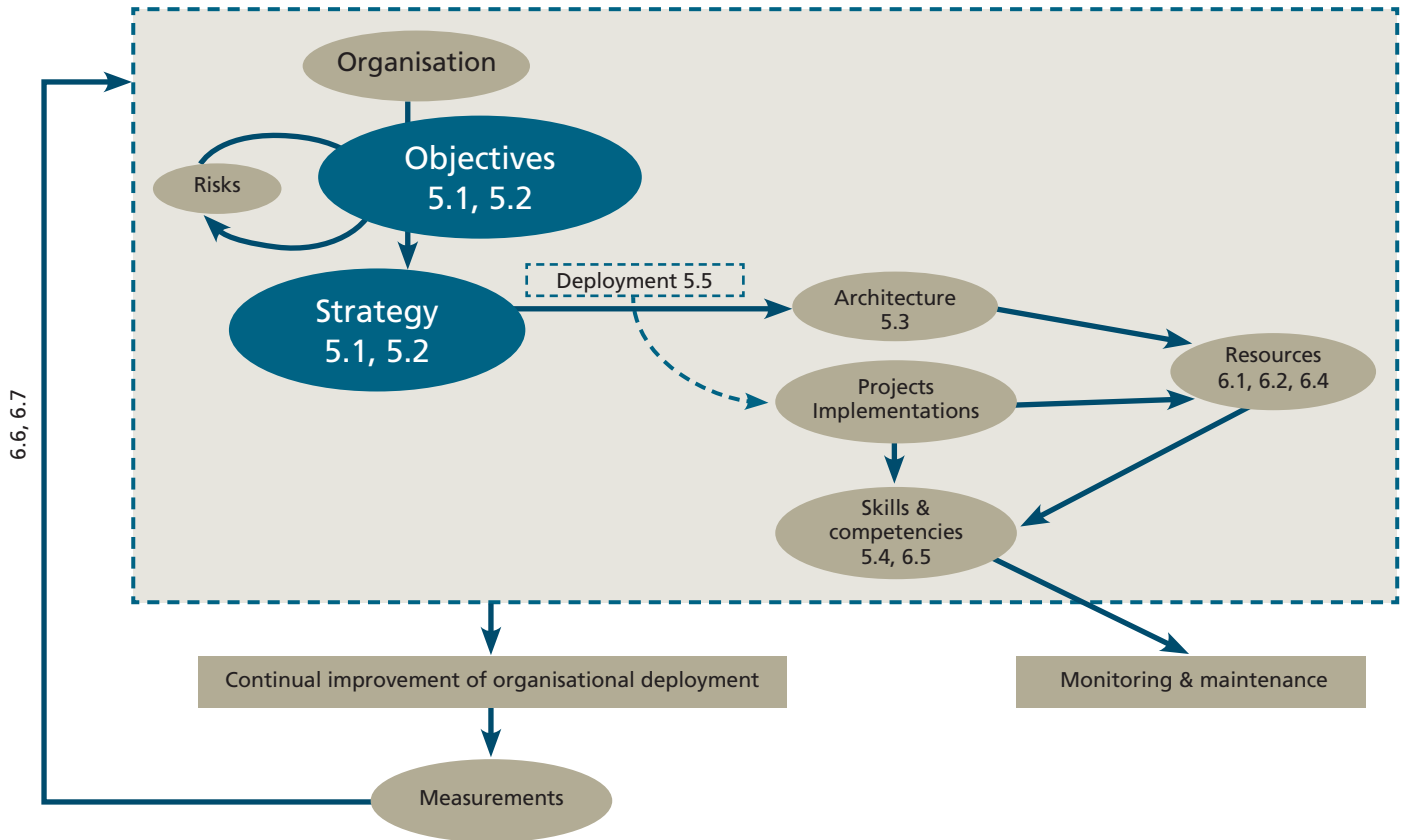 Organisation
Objectives
5.1, 5.2
Risks
Strategy
5.1, 5.2
Deployment 5.5
Architecture
5.3
Resources
6.1, 6.2, 6.4
Projects
Implementations
Skills &
competencies
5.4, 6.5
6.6, 6.7
Continual improvement of organisational deployment
Monitoring & maintenance
Measurements